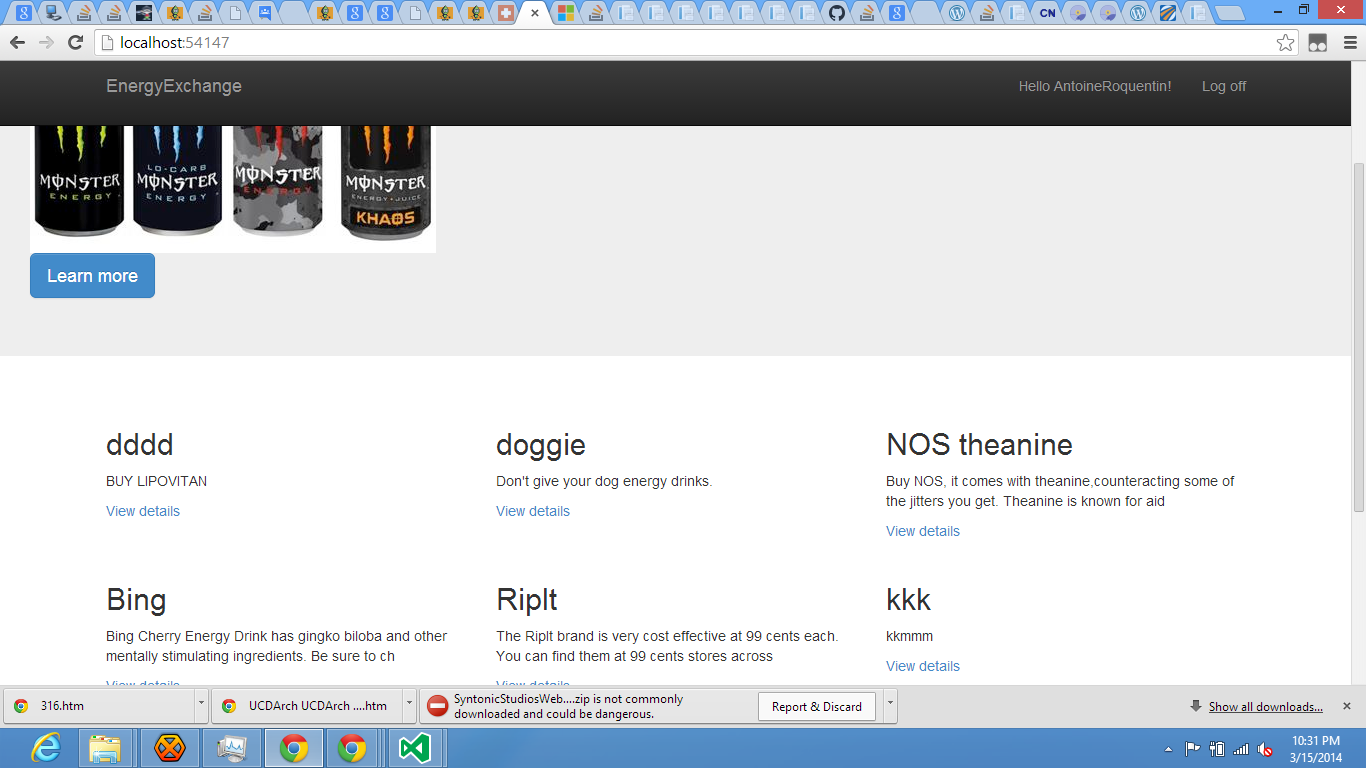 CN
localhost:54147
EnergyExchange
Hello AntoineRoquentin!
Log off
LO-CARB
MONSTER
ENERGY
MONSTER
ENERGY
MONSTER
ENERGY
MONSTER
ENERGY+JUICE
KHAOS
Learn more
dddd
BUY LIPOVITAN
View details
doggie
Don't give your dog energy drinks.
View details
NOS theanine
Buy NOS, it comes with theanine,counteracting some of
the jitters you get. Theanine is known for aid
View details
Bing
Bing Cherry Energy Drink has gingko biloba and other
mentally stimulating ingredients. Be sure to ch
View details
RipIt
The RipIt brand is very cost effective at 99 cents each.
You can find them at 99 cents stores across
View details
kkk
kkmmm
View details
316.htm
UCDArch UCDArch ....htm
SyntonicStudiosWeb....zip is not commonly
downloaded and could be dangerous.
Report & Discard
Show all downloads...
10:31 PM
3/15/2014